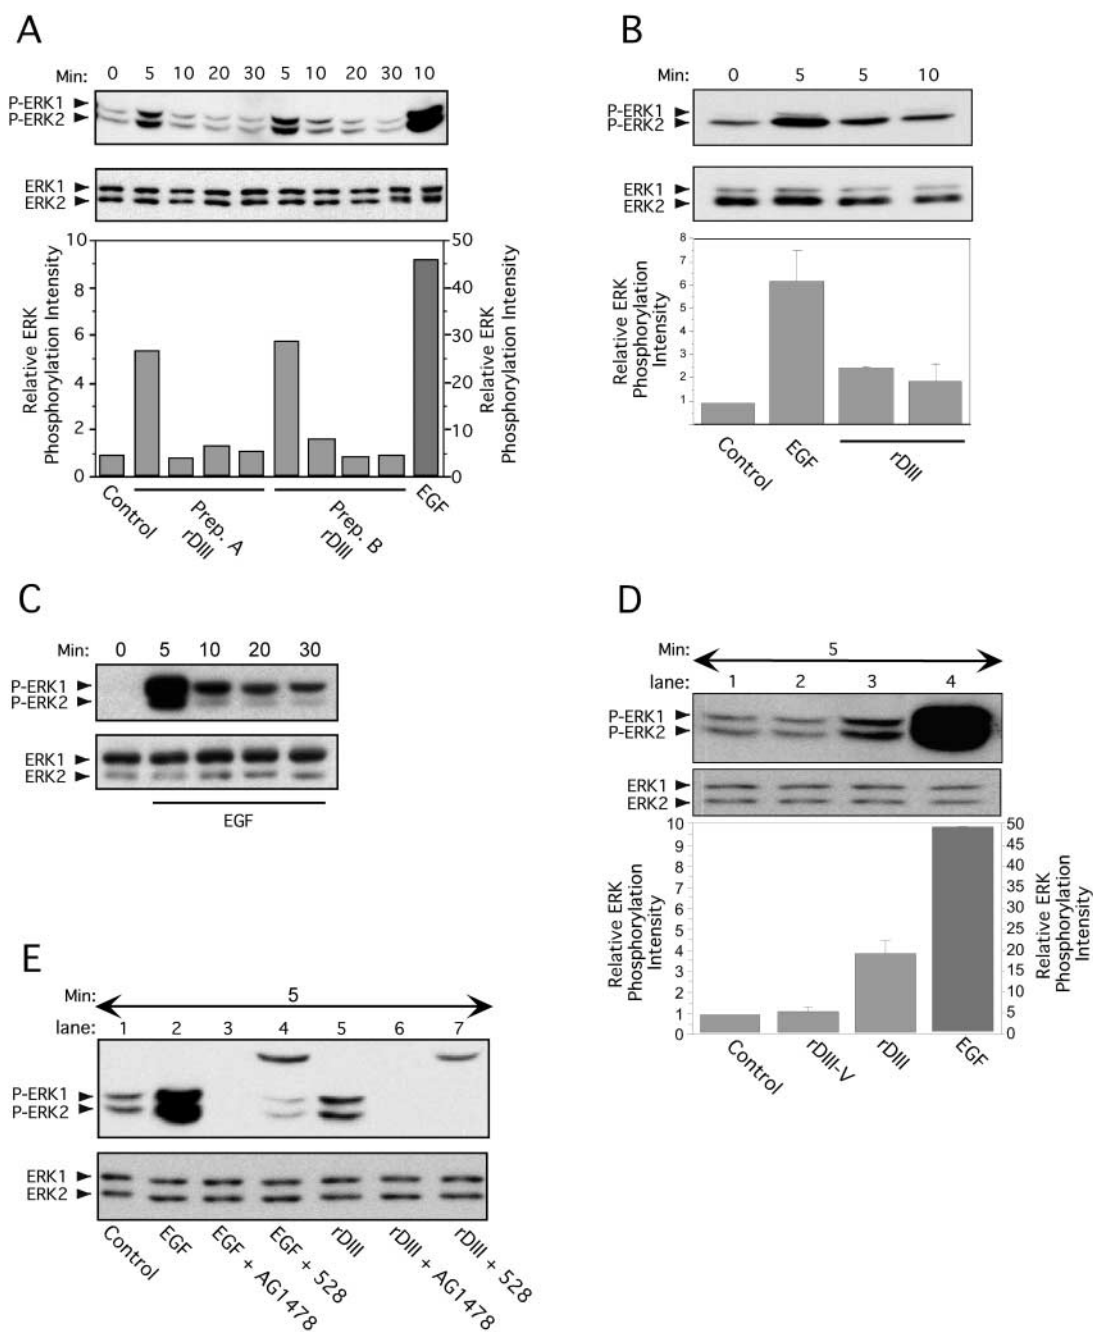 A
Min: 0 5 10 20 30 5 10 20 30 10
P-ERK1
P-ERK2
ERK1
ERK2
Relative ERK
Phosphorylation Intensity
10
8
6
4
2
0
50
40
30
20
10
0
Relative ERK
Phosphorylation Intensity
Control
Prep. A
rDIII
Prep. B
rDIII
EGF
B
Min: 0 5 5 10
P-ERK1
P-ERK2
ERK1
ERK2
Relative ERK
Phosphorylation
Intensity
8
7
6
5
4
3
2
1
Control
EGF
rDIII
C
Min: 0 5 10 20 30
P-ERK1
P-ERK2
ERK1
ERK2
EGF
D
Min: 5
lane: 1 2 3 4
P-ERK1
P-ERK2
ERK1
ERK2
Relative ERK
Phosphorylation
Intensity
10
9
8
7
6
5
4
3
2
1
0
50
45
40
35
30
25
20
15
10
5
0
Relative ERK
Phosphorylation
Intensity
Control
rDIII-V
rDIII
EGF
E
Min: 5
lane: 1 2 3 4 5 6 7
P-ERK1
P-ERK2
ERK1
ERK2
Control
EGF
EGF + AG1478
EGF + 528
rDIII
rDIII + AG1478
rDIII + 528